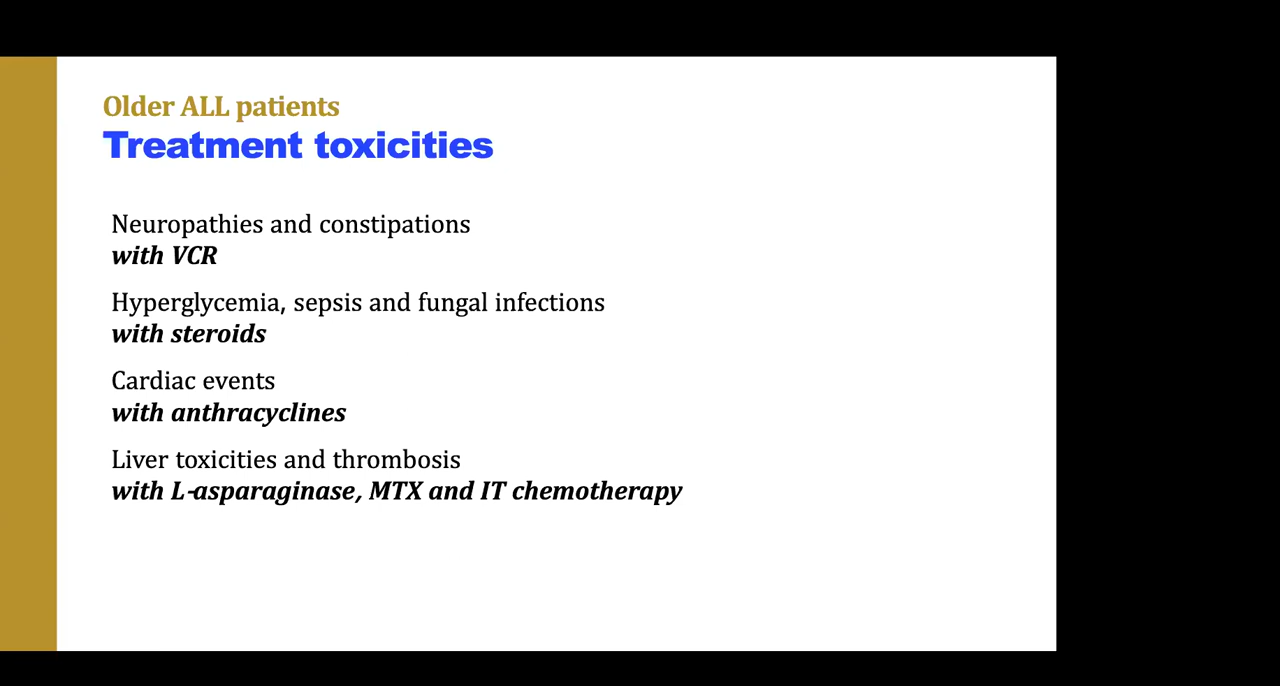 Older ALL patients
Treatment toxicities
Neuropathies and constipations
with VCR
Hyperglycemia, sepsis and fungal infections
with steroids
Cardiac events
with anthracyclines
Liver toxicities and thrombosis
with L-asparaginase, MTX and IT chemotherapy